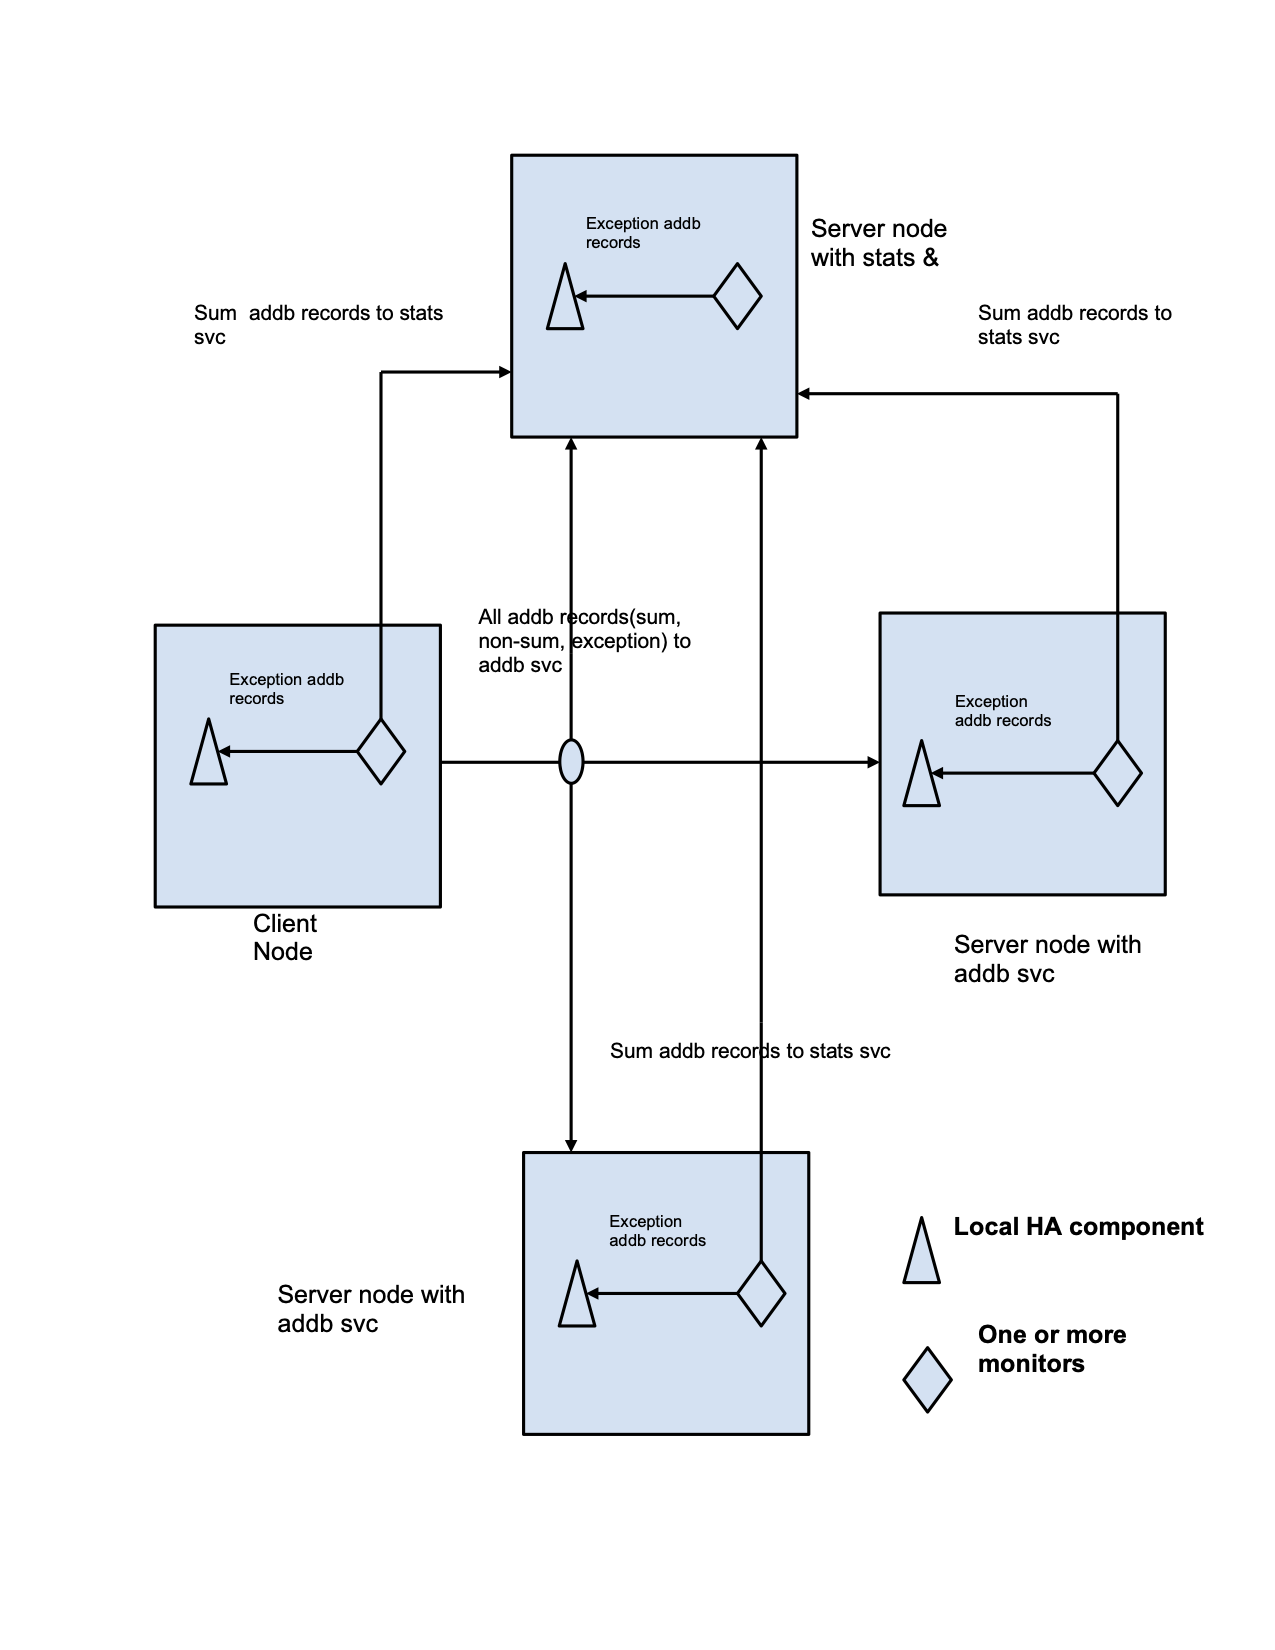 Exception addb
records
Server node
with stats &
Sum  addb records to stats
svc
Sum addb records to
stats svc
All addb records(sum,
non-sum, exception) to
addb svc
Exception addb
records
Exception
addb records
Client
Node
Server node with
addb svc
Sum addb records to stats svc
Exception
addb records
Server node with
addb svc
Local HA component
One or more
monitors